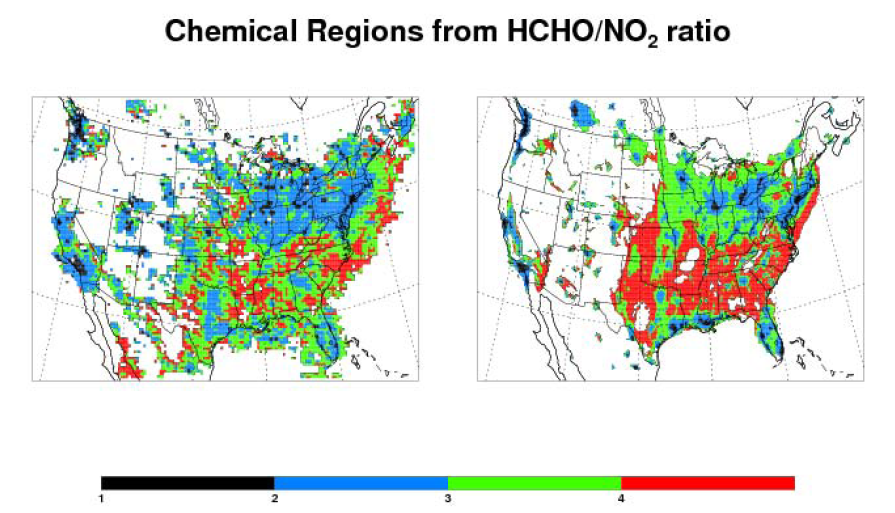 Chemical Regions from HCHO/NO₂ ratio
1 2 3 4